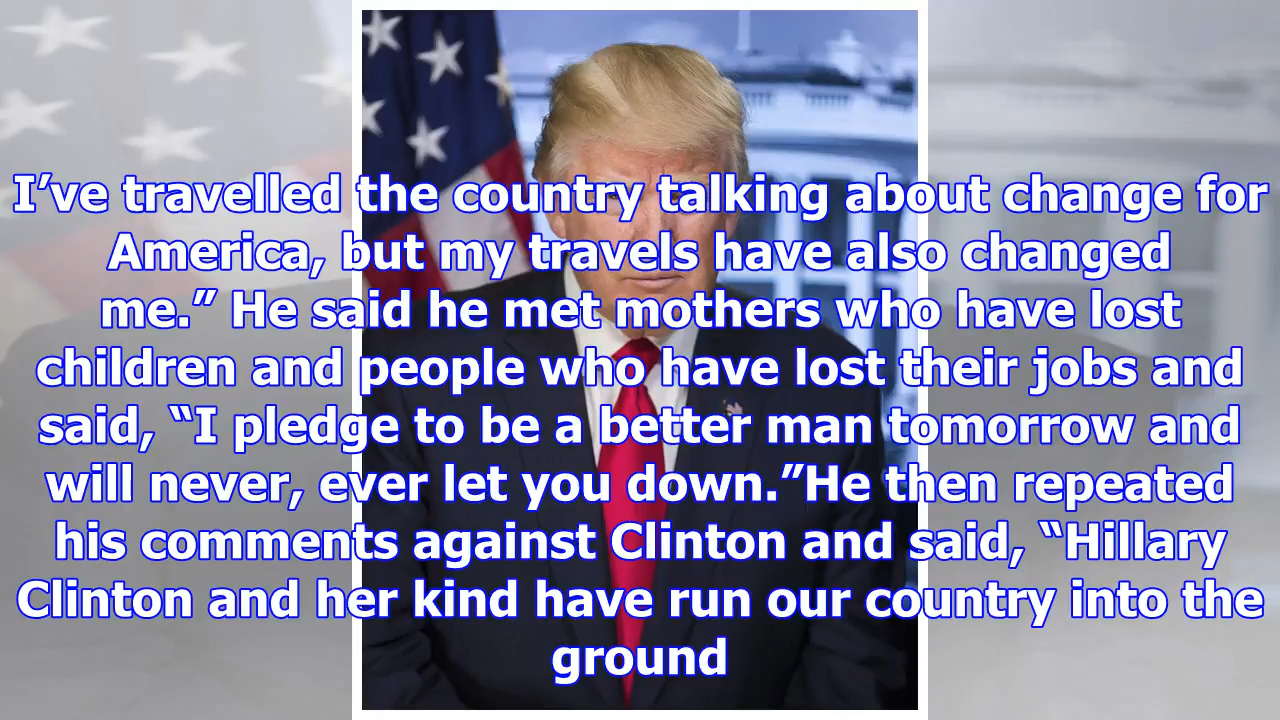 I’ve travelled the country talking about change for
America, but my travels have also changed
me.” He said he met mothers who have lost
children and people who have lost their jobs and
said, “I pledge to be a better man tomorrow and
will never, ever let you down.”He then repeated
his comments against Clinton and said, “Hillary
Clinton and her kind have run our country into the
ground